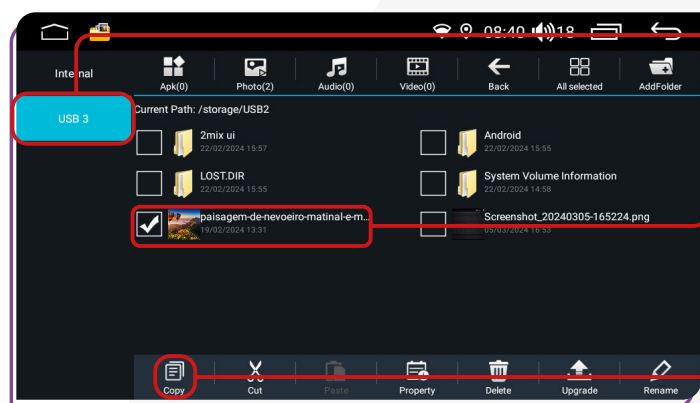 08:40 18
Internal
USB 3
Apk(0) Photo(2) Audio(0) Video(0) Back All selected AddFolder
Current Path: /storage/USB2
2mix ui
22/02/2024 15:57
Android
22/02/2024 15:55
LOST.DIR
22/02/2024 15:55
System Volume Information
22/02/2024 14:58
paisagem-de-nevoeiro-matinal-e-m...
19/02/2024 13:31
Screenshot_20240305-165224.png
05/03/2024 16:53
Copy Cut Paste Property Delete Upgrade Rename